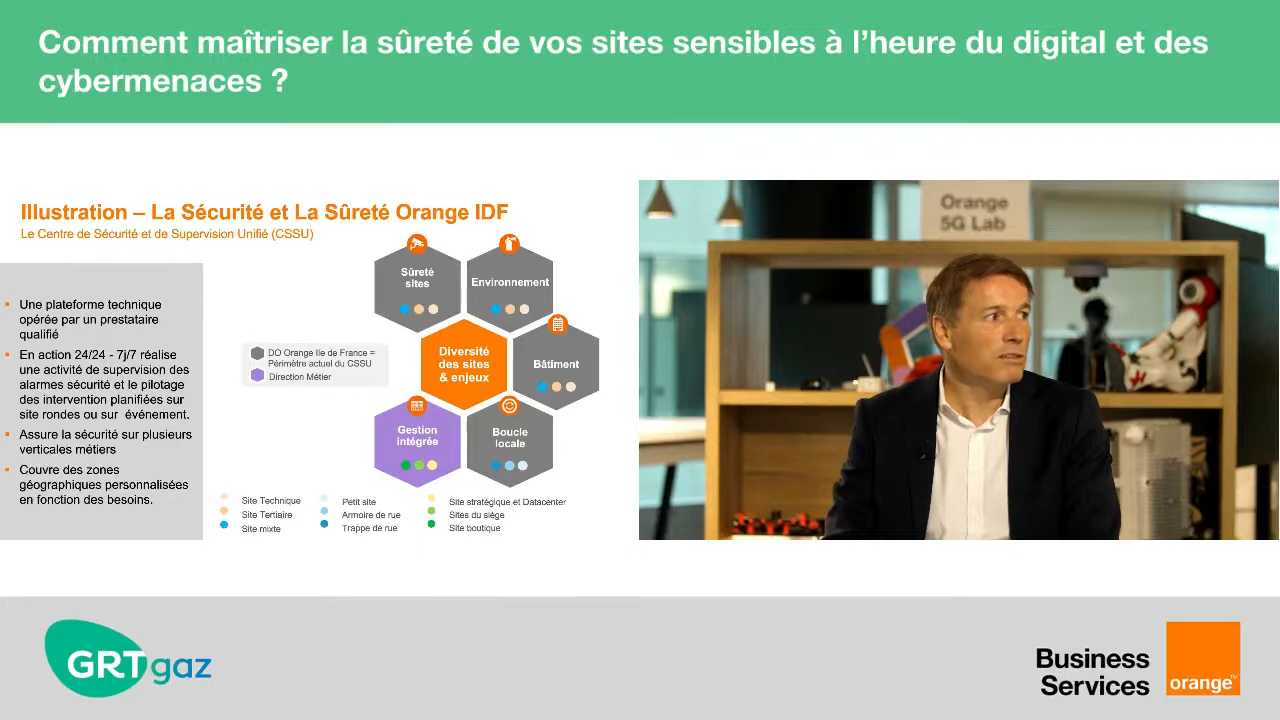 Comment maîtriser la sûreté de vos sites sensibles à l'heure du digital et des
cybermenaces ?
Illustration – La Sécurité et La Sûreté Orange IDF
Le Centre de Sécurité et de Supervision Unifié (CSSU)
Une plateforme technique
opérée par un prestataire
qualifié
En action 24/24 - 7j/7 réalise
une activité de supervision des
alarmes sécurité et le pilotage
des intervention planifiées sur
site rondes ou sur événement.
Assure la sécurité sur plusieurs
verticales métiers
Couvre des zones
géographiques personnalisées
en fonction des besoins.
DO Orange Ile de France =
Périmètre actuel du CSSU
Direction Métier
Sûreté
sites
Environnement
Diversité
des sites
& enjeux
Bâtiment
Gestion
intégrée
Boucle
locale
Site Technique
Site Tertiaire
Site mixte
Petit site
Armoire de rue
Trappe de rue
Site stratégique et Datacenter
Sites du siège
Site boutique
Orange
5G Lab
GRTgaz
Business
Services
orange™